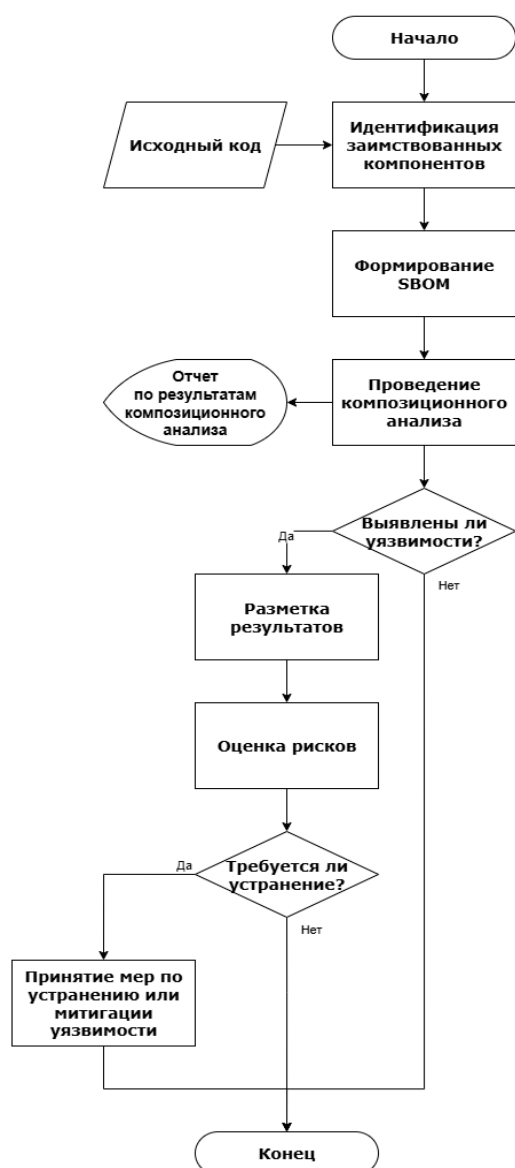 Начало
Исходный код
Идентификация
заимствованных
компонентов
Формирование
SBOM
Отчет
по результатам
композиционного
анализа
Проведение
композиционного
анализа
Выявлены ли
уязвимости?
Да
Нет
Разметка
результатов
Оценка рисков
Да
Требуется ли
устранение?
Нет
Принятие мер по
устранению или
митигации
уязвимости
Конец